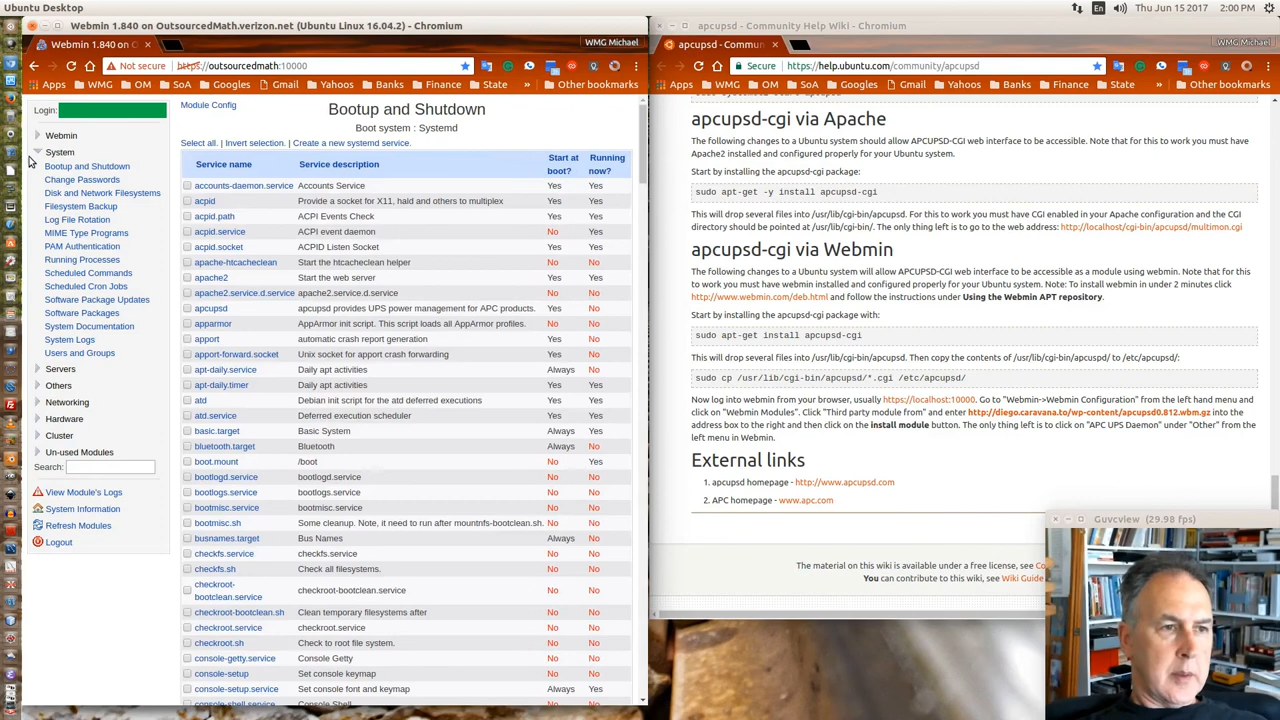 Ubuntu Desktop
En
Thu Jun 15 2017
2:00 PM
Webmin 1.840 on OutsourcedMath.verizon.net (Ubuntu Linux 16.04.2) - Chromium
Webmin 1.840 on O
WMG Michael
Not secure
https://outsourcedmath:10000
Apps
WMG
OM
SoA
Googles
Gmail
Yahoos
Banks
Finance
State
»
Other bookmarks
Login:
Webmin
System
Bootup and Shutdown
Change Passwords
Disk and Network Filesystems
Filesystem Backup
Log File Rotation
MIME Type Programs
PAM Authentication
Running Processes
Scheduled Commands
Scheduled Cron Jobs
Software Package Updates
Software Packages
System Documentation
System Logs
Users and Groups
Servers
Others
Networking
Hardware
Cluster
Un-used Modules
Search:
View Module's Logs
System Information
Refresh Modules
Logout
Module Config
Bootup and Shutdown
Boot system : Systemd
Select all. | Invert selection. | Create a new systemd service.
Service name Service description Start at boot? Running now?
accounts-daemon.service Accounts Service Yes Yes
acpid Provide a socket for X11, hald and others to multiplex Yes Yes
acpid.path ACPI Events Check Yes Yes
acpid.service ACPI event daemon No Yes
acpid.socket ACPID Listen Socket Yes Yes
apache-htcacheclean Start the htcacheclean helper No No
apache2 Start the web server Yes Yes
apache2.service.d.service apache2.service.d.service No No
apcupsd apcupsd provides UPS power management for APC products. Yes No
apparmor AppArmor init script. This script loads all AppArmor profiles. No No
apport automatic crash report generation Yes No
apport-forward.socket Unix socket for apport crash forwarding Yes No
apt-daily.service Daily apt activities Always No
apt-daily.timer Daily apt activities Yes Yes
atd Debian init script for the atd deferred executions Yes Yes
atd.service Deferred execution scheduler Yes Yes
basic.target Basic System Always Yes
bluetooth.target Bluetooth Always No
boot.mount /boot No Yes
bootlogd.service bootlogd.service No No
bootlogs.service bootlogs.service No No
bootmisc.service bootmisc.service No No
bootmisc.sh Some cleanup. Note, it need to run after mountnfs-bootclean.sh. No No
busnames.target Bus Names Always No
checkfs.service checkfs.service No No
checkfs.sh Check all filesystems. No No
checkroot-bootclean.service checkroot-bootclean.service No No
checkroot-bootclean.sh Clean temporary filesystems after No No
checkroot.service checkroot.service No No
checkroot.sh Check to root file system. No No
console-getty.service Console Getty No No
console-setup Set console keymap No No
console-setup.service Set console font and keymap Always Yes
console-shell.service Console Shell No No
apcupsd - Community Help Wiki - Chromium
apcupsd - Commun
WMG Michael
Secure
https://help.ubuntu.com/community/apcupsd
Apps
WMG
OM
SoA
Googles
Gmail
Yahoos
Banks
Finance
State
»
Other bookmarks
apcupsd-cgi via Apache
The following changes to a Ubuntu system should allow APCUPSD-CGI web interface to be accessible. Note that for this to work you must have
Apache2 installed and configured properly for your Ubuntu system.
Start by installing the apcupsd-cgi package:
sudo apt-get -y install apcupsd-cgi
This will drop several files into /usr/lib/cgi-bin/apcupsd. For this to work you must have CGI enabled in your Apache configuration and the CGI
directory should be pointed at /usr/lib/cgi-bin/. The only thing left is to go to the web address: http://localhost/cgi-bin/apcupsd/multimon.cgi
apcupsd-cgi via Webmin
The following changes to a Ubuntu system will allow APCUPSD-CGI web interface to be accessible as a module using webmin. Note that for this
to work you must have webmin installed and configured properly for your Ubuntu system. Note: To install webmin in under 2 minutes click
http://www.webmin.com/deb.html and follow the instructions under Using the Webmin APT repository.
Start by installing the apcupsd-cgi package with:
sudo apt-get install apcupsd-cgi
This will drop several files into /usr/lib/cgi-bin/apcupsd. Then copy the contents of /usr/lib/cgi-bin/apcuspd/ to /etc/apcupsd/:
sudo cp /usr/lib/cgi-bin/apcupsd/*.cgi /etc/apcupsd/
Now log into webmin from your browser, usually https://localhost:10000. Go to "Webmin->Webmin Configuration" from the left hand menu and
click on "Webmin Modules". Click "Third party module from" and enter http://diego.caravana.to/wp-content/apcupsd0.812.wbm.gz into the
address box to the right and then click on the install module button. The only thing left is to click on "APC UPS Daemon" under "Other" from the
left menu in Webmin.
External links
1. apcupsd homepage - http://www.apcupsd.com
2. APC homepage - www.apc.com
The material on this wiki is available under a free license, see Co
You can contribute to this wiki, see Wiki Guide
Guvcview (29.98 fps)